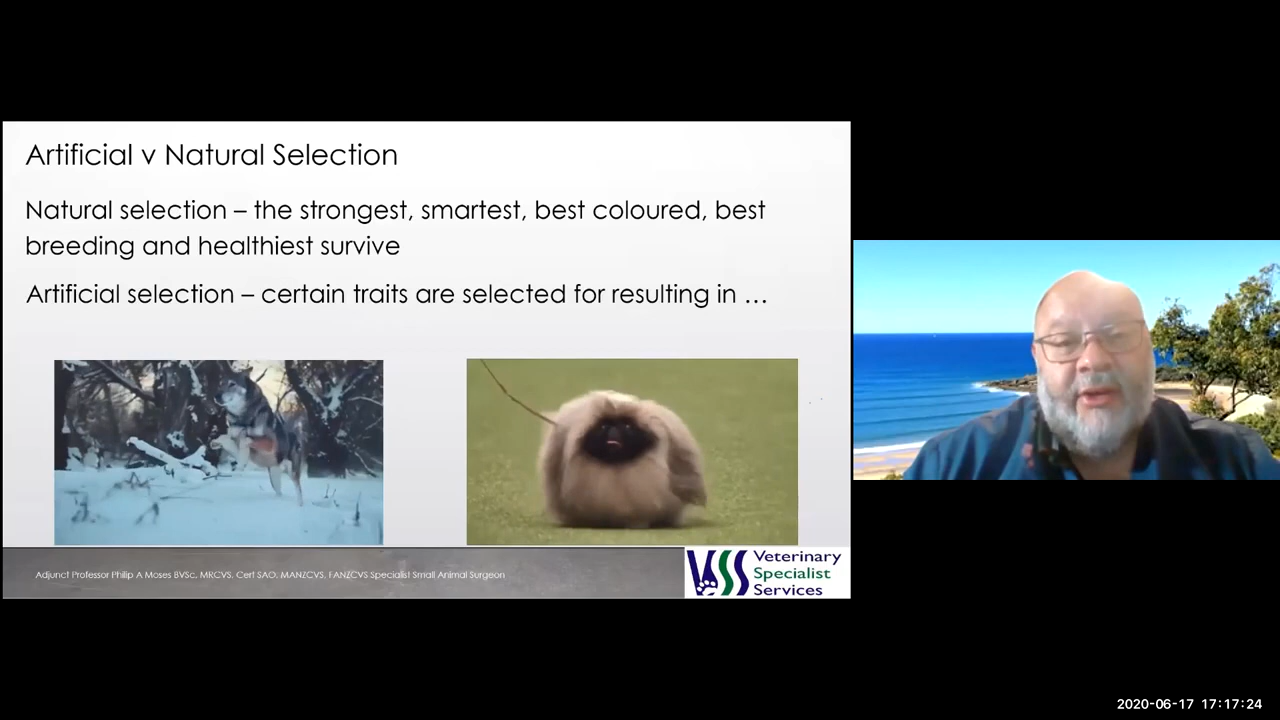 Artificial v Natural Selection
Natural selection – the strongest, smartest, best coloured, best
breeding and healthiest survive
Artificial selection – certain traits are selected for resulting in …
Adjunct Professor Philip A Moses BVSc, MRCVS, Cert SAO, MANZCVS, FANZCVS Specialist Small Animal Surgeon
VSS
Veterinary
Specialist
Services
2020-06-17 17:17:24